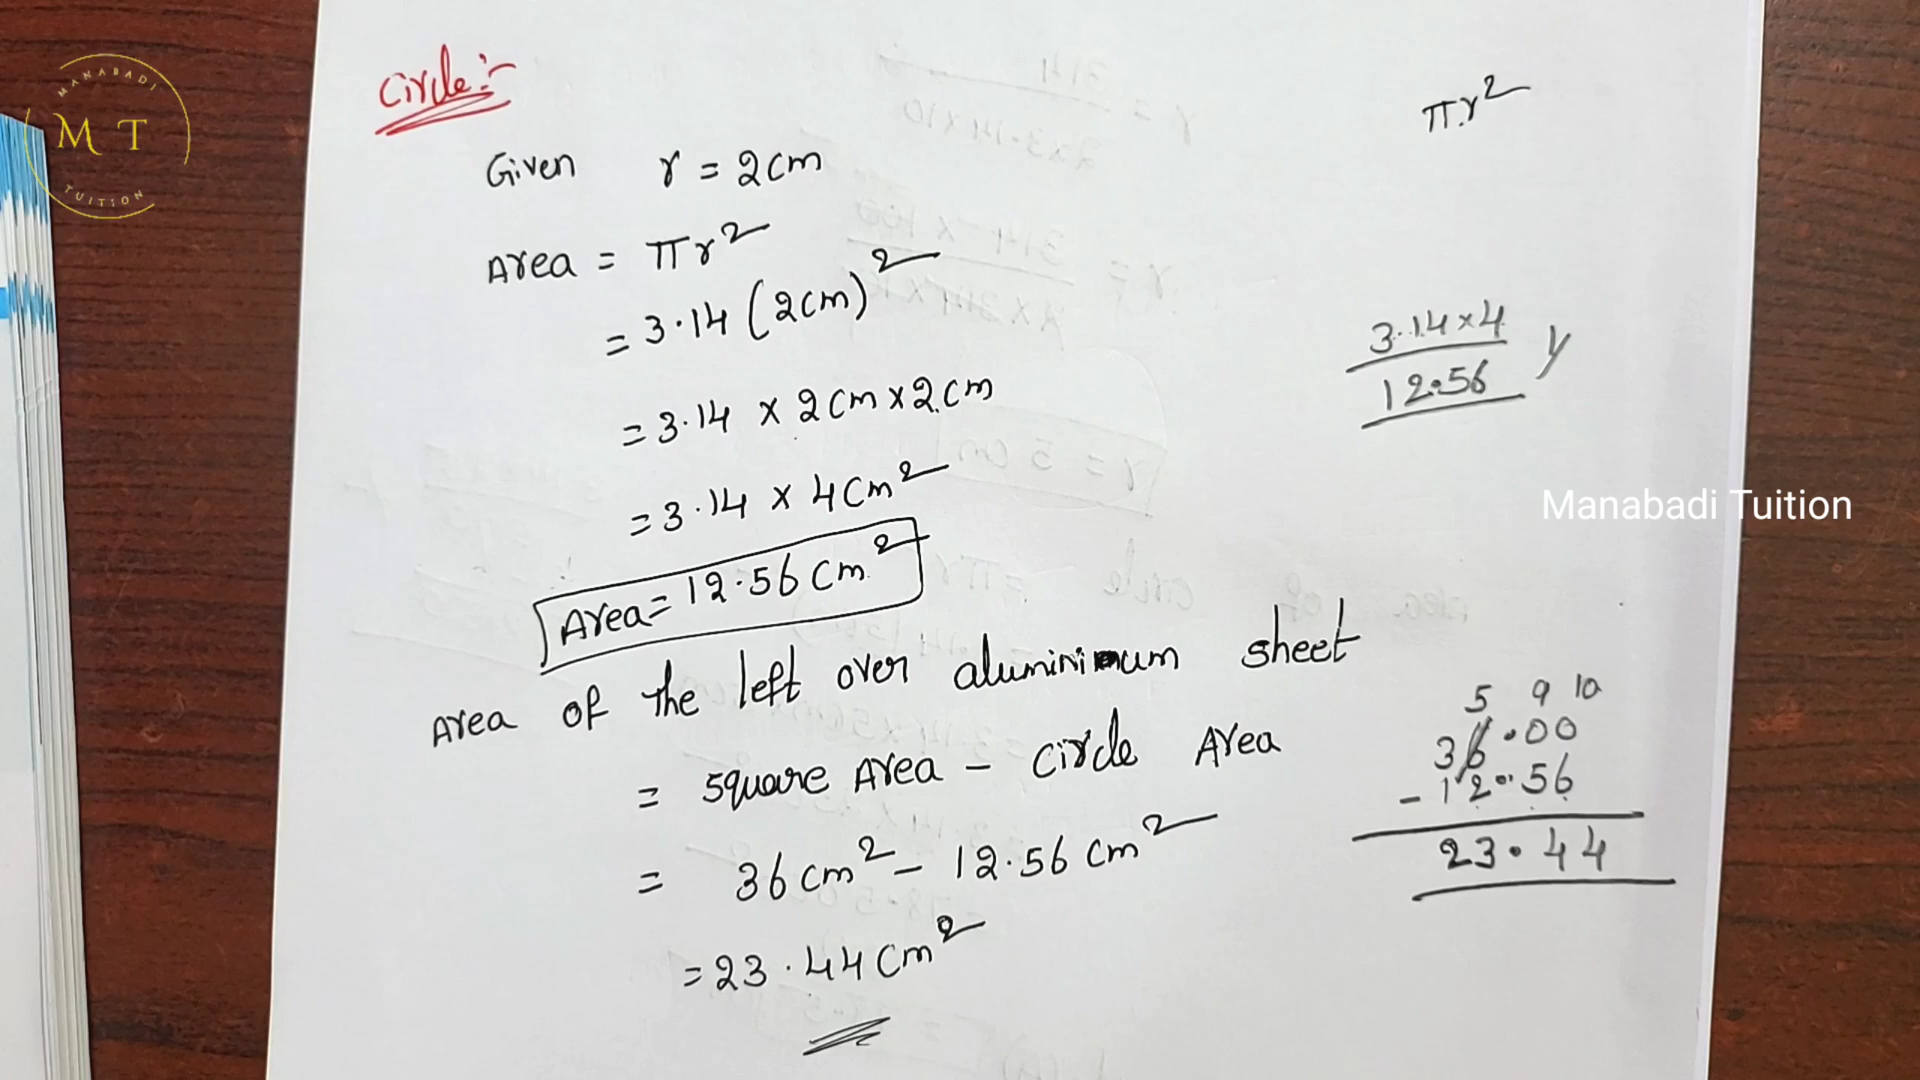 MANABADI
MT
TUITION
Circle:-
πr²
Given r = 2cm
Area = πr²
= 3.14 (2cm)²
= 3.14 × 2cm × 2cm
3.14×4
12.56
= 3.14 × 4cm²
Manabadi Tuition
Area = 12.56 cm²
Area of the left over aluminimum sheet
= square Area - circle Area
= 36cm² - 12.56 cm²
= 23.44 cm²
5 9 10
36.00
- 12.56
23.44